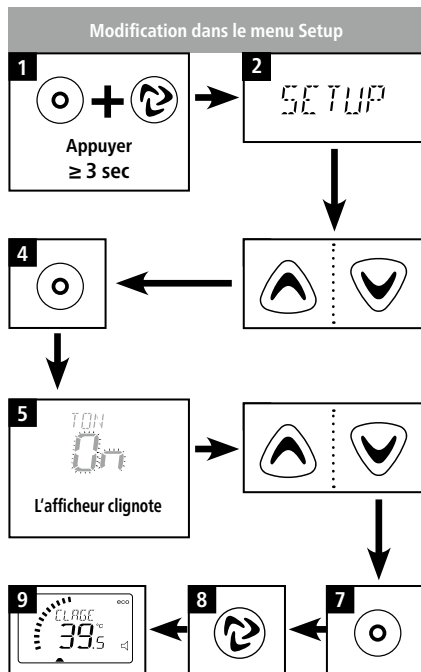 Modification dans le menu Setup
1
Appuyer
≥ 3 sec
2
SETUP
4
5
TON
On
L'afficheur clignote
7
8
9
eco
CLAGE
39.5 °C